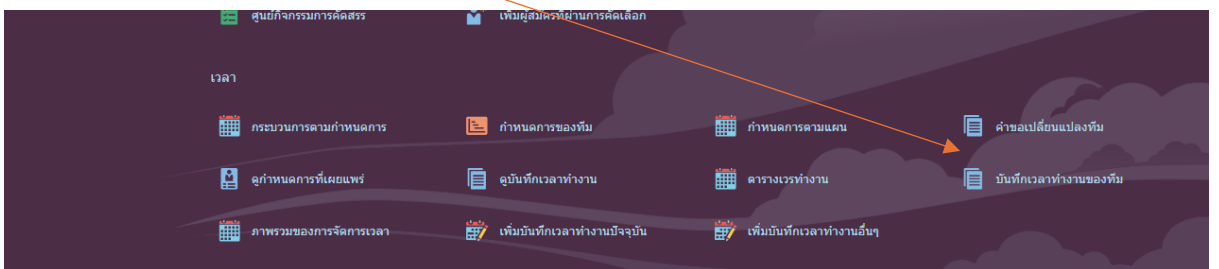 ศูนย์กิจกรรมการคัดสรร เพิ่มผู้สมัครที่ผ่านการคัดเลือก
เวลา
กระบวนการตามกำหนดการ กำหนดการของทีม กำหนดการตามแผน คำขอเปลี่ยนแปลงทีม
ดูกำหนดการที่เผยแพร่ ดูบันทึกเวลาทำงาน ตารางเวรทำงาน บันทึกเวลาทำงานของทีม
ภาพรวมของการจัดการเวลา เพิ่มบันทึกเวลาทำงานปัจจุบัน เพิ่มบันทึกเวลาทำงานอื่นๆ